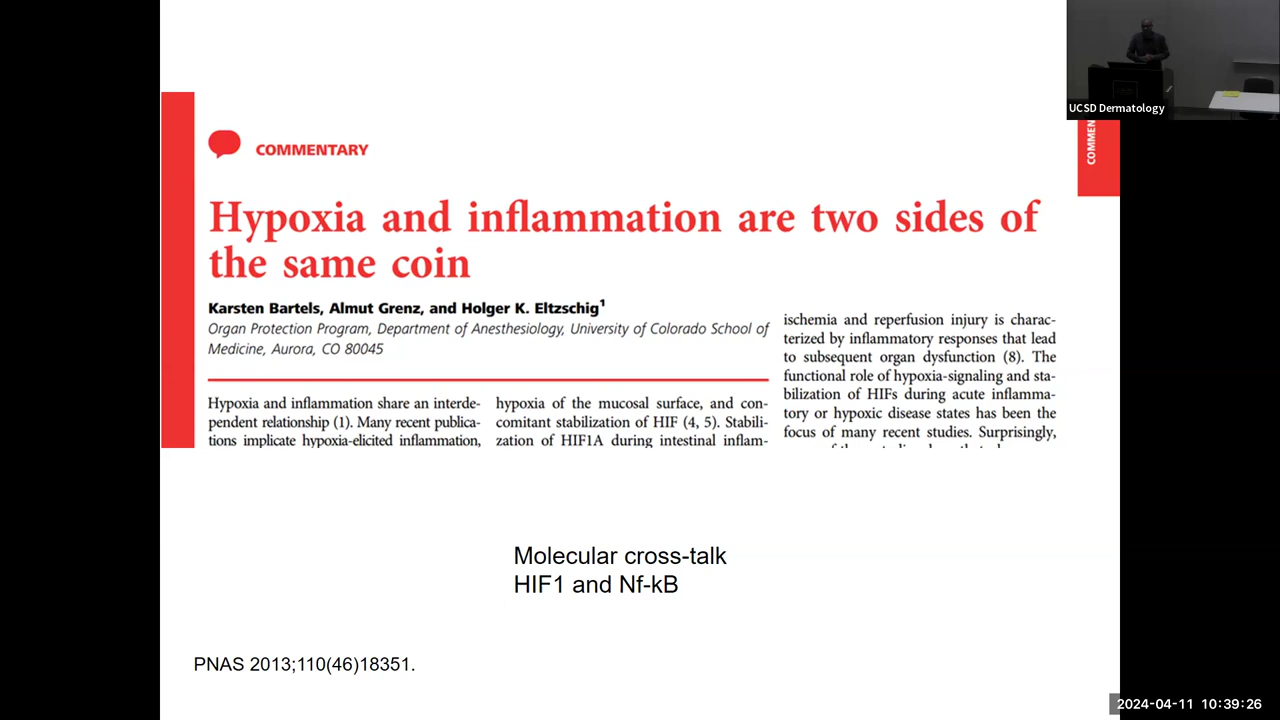 UCSD Dermatology
COMMENTARY
Hypoxia and inflammation are two sides of
the same coin
Karsten Bartels, Almut Grenz, and Holger K. Eltzschig1
Organ Protection Program, Department of Anesthesiology, University of Colorado School of
Medicine, Aurora, CO 80045
Hypoxia and inflammation share an interde-
pendent relationship (1). Many recent publica-
tions implicate hypoxia-elicited inflammation,
hypoxia of the mucosal surface, and con-
comitant stabilization of HIF (4, 5). Stabili-
zation of HIF1A during intestinal inflam-
ischemia and reperfusion injury is charac-
terized by inflammatory responses that lead
to subsequent organ dysfunction (8). The
functional role of hypoxia-signaling and sta-
bilization of HIFs during acute inflamma-
tory or hypoxic disease states has been the
focus of many recent studies. Surprisingly,
Molecular cross-talk
HIF1 and Nf-kB
PNAS 2013;110(46)18351.
2024-04-11 10:39:26